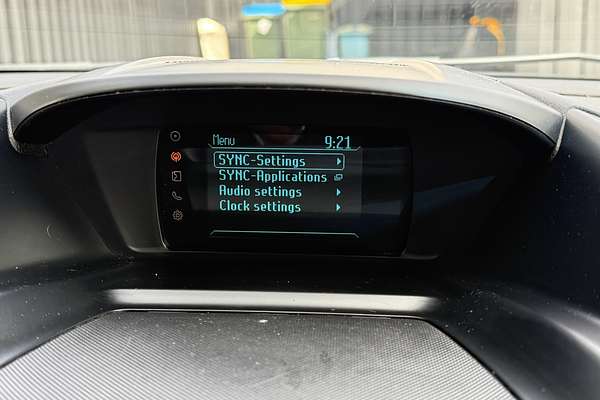 Menu 9:21
SYNC-Settings
SYNC-Applications
Audio settings
Clock settings